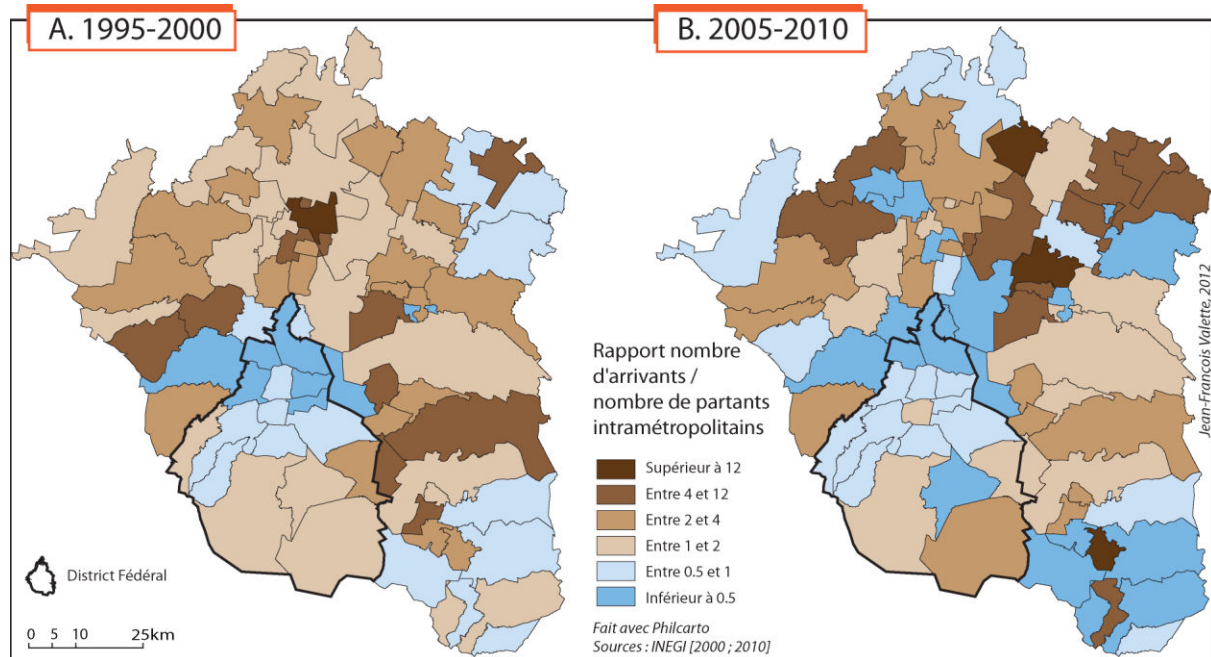 A. 1995-2000
B. 2005-2010
Rapport nombre
d'arrivants /
nombre de partants
intramétropolitains
Supérieur à 12
Entre 4 et 12
Entre 2 et 4
Entre 1 et 2
Entre 0.5 et 1
Inférieur à 0.5
Fait avec Philcarto
Sources : INEGI [2000 ; 2010]
District Fédéral
0 5 10 25km
Jean-François Valette, 2012